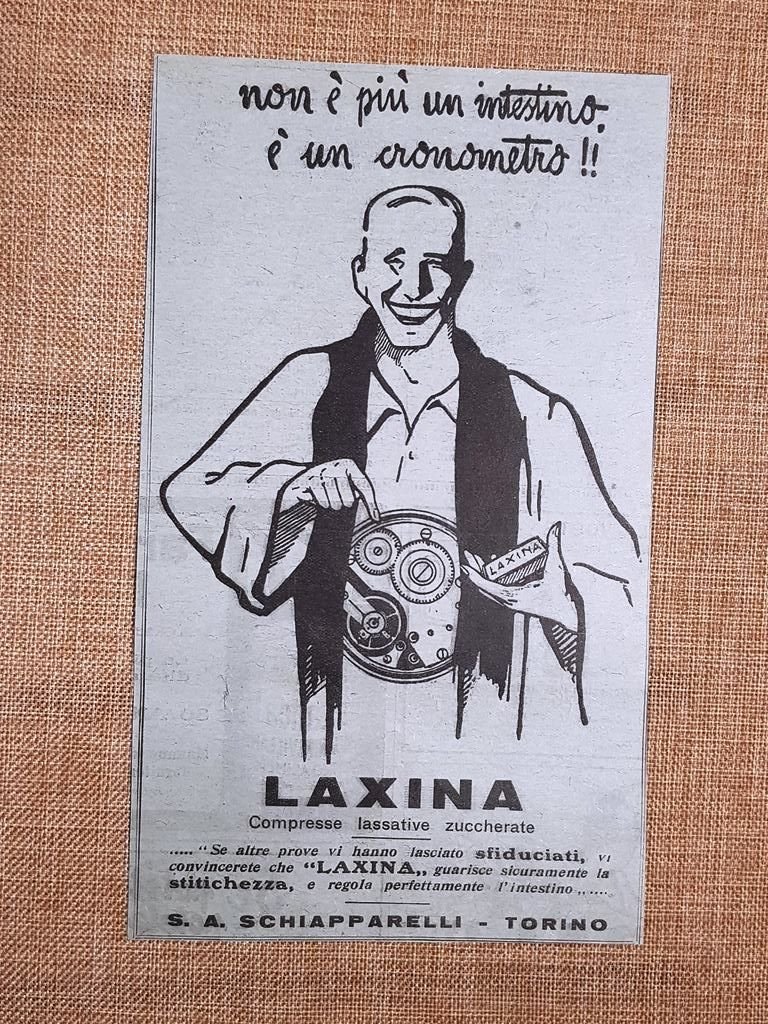 non è più un intestino.
è un cronometro !!
LAXINA
LAXINA
Compresse lassative zuccherate
..... “Se altre prove vi hanno lasciato sfiduciati, vi
convincerete che “LAXINA„ guarisce sicuramente la
stitichezza, e regola perfettamente l'intestino„ .....
S. A. SCHIAPPARELLI - TORINO